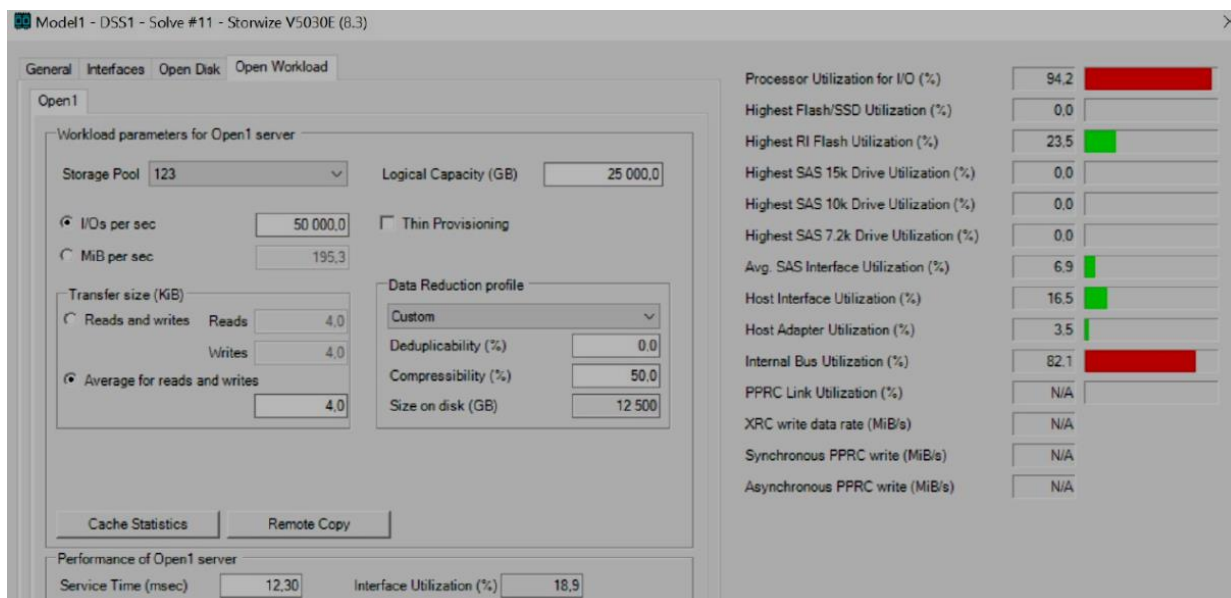 Model1 - DSS1 - Solve #11 - Storwize V5030E (8.3)
General Interfaces Open Disk Open Workload
Open1
Workload parameters for Open1 server
Storage Pool 123 Logical Capacity (GB) 25 000,0
I/Os per sec 50 000,0 Thin Provisioning
MiB per sec 195,3
Transfer size (KiB)
Reads and writes Reads 4,0
Writes 4,0
Average for reads and writes
4,0
Data Reduction profile
Custom
Deduplicability (%) 0,0
Compressibility (%) 50,0
Size on disk (GB) 12 500
Cache Statistics Remote Copy
Performance of Open1 server
Service Time (msec) 12,30 Interface Utilization (%) 18,9
Processor Utilization for I/O (%) 94,2
Highest Flash/SSD Utilization (%) 0,0
Highest RI Flash Utilization (%) 23,5
Highest SAS 15k Drive Utilization (%) 0,0
Highest SAS 10k Drive Utilization (%) 0,0
Highest SAS 7.2k Drive Utilization (%) 0,0
Avg. SAS Interface Utilization (%) 6,9
Host Interface Utilization (%) 16,5
Host Adapter Utilization (%) 3,5
Internal Bus Utilization (%) 82,1
PPRC Link Utilization (%) N/A
XRC write data rate (MiB/s) N/A
Synchronous PPRC write (MiB/s) N/A
Asynchronous PPRC write (MiB/s) N/A